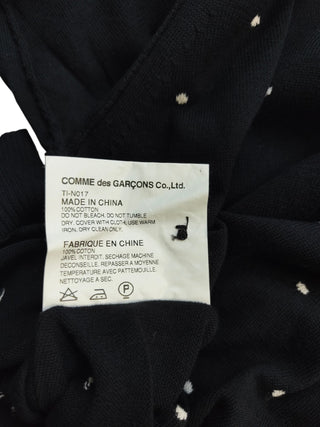 COMME des GARÇONS Co.,Ltd.
TI-N017
MADE IN CHINA
100% COTTON
DO NOT BLEACH. DO NOT TUMBLE
DRY. COVER WITH CLOTH, USE WARM
IRON. DRY CLEAN ONLY.
FABRIQUE EN CHINE
100% COTTON
JAVEL INTERDIT. SECHAGE MACHINE
DECONSEILLE. REPASSER A MOYENNE
TEMPERATURE AVEC PATTEMOUILLE.
NETTOYAGE A SEC.
P